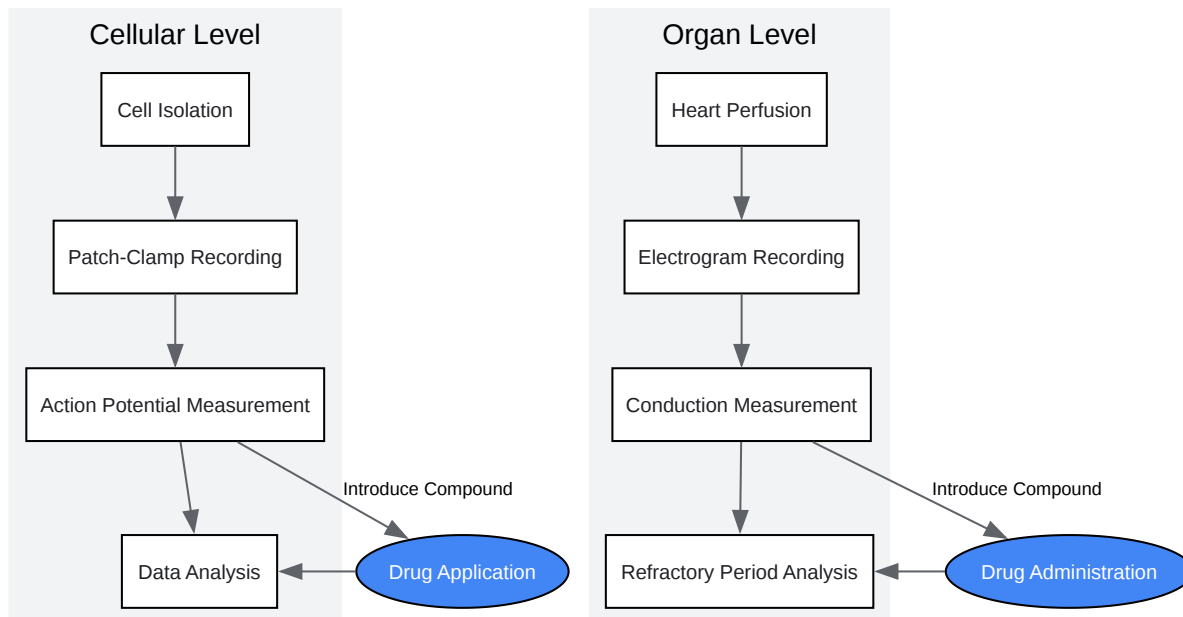 Cellular Level
Cell Isolation
Patch-Clamp Recording
Action Potential Measurement
Introduce Compound
Data Analysis
Drug Application
Organ Level
Heart Perfusion
Electrogram Recording
Conduction Measurement
Introduce Compound
Refractory Period Analysis
Drug Administration